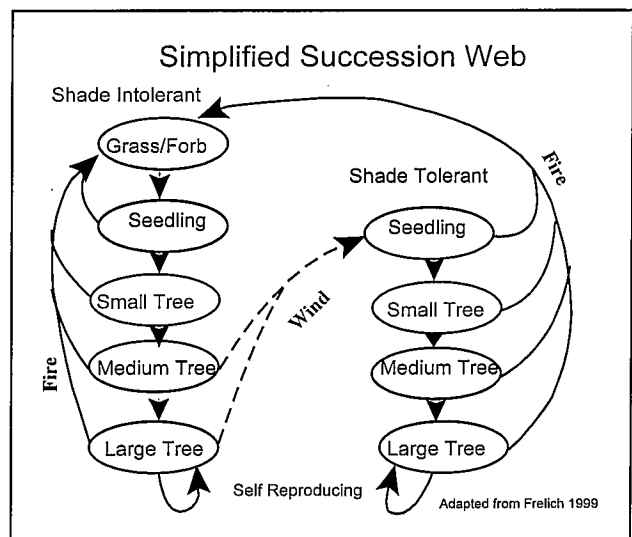 Simplified Succession Web
Shade Intolerant
Grass/Forb
Seedling
Small Tree
Medium Tree
Large Tree
Fire
Wind
Shade Tolerant
Seedling
Small Tree
Medium Tree
Large Tree
Fire
Self Reproducing
Adapted from Frelich 1999